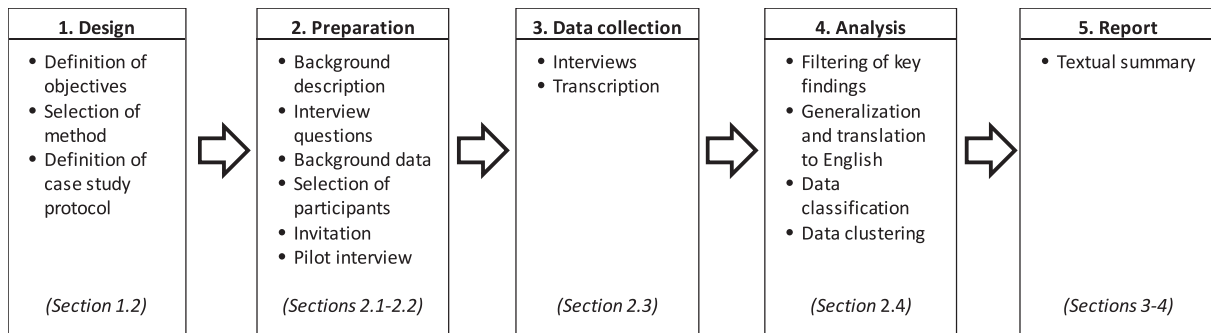 1. Design
• Definition of
objectives
• Selection of
method
• Definition of
case study
protocol
(Section 1.2)
2. Preparation
• Background
description
• Interview
questions
• Background data
• Selection of
participants
• Invitation
• Pilot interview
(Sections 2.1-2.2)
3. Data collection
• Interviews
• Transcription
(Section 2.3)
4. Analysis
• Filtering of key
findings
• Generalization
and translation
to English
• Data
classification
• Data clustering
(Section 2.4)
5. Report
• Textual summary
(Sections 3-4)